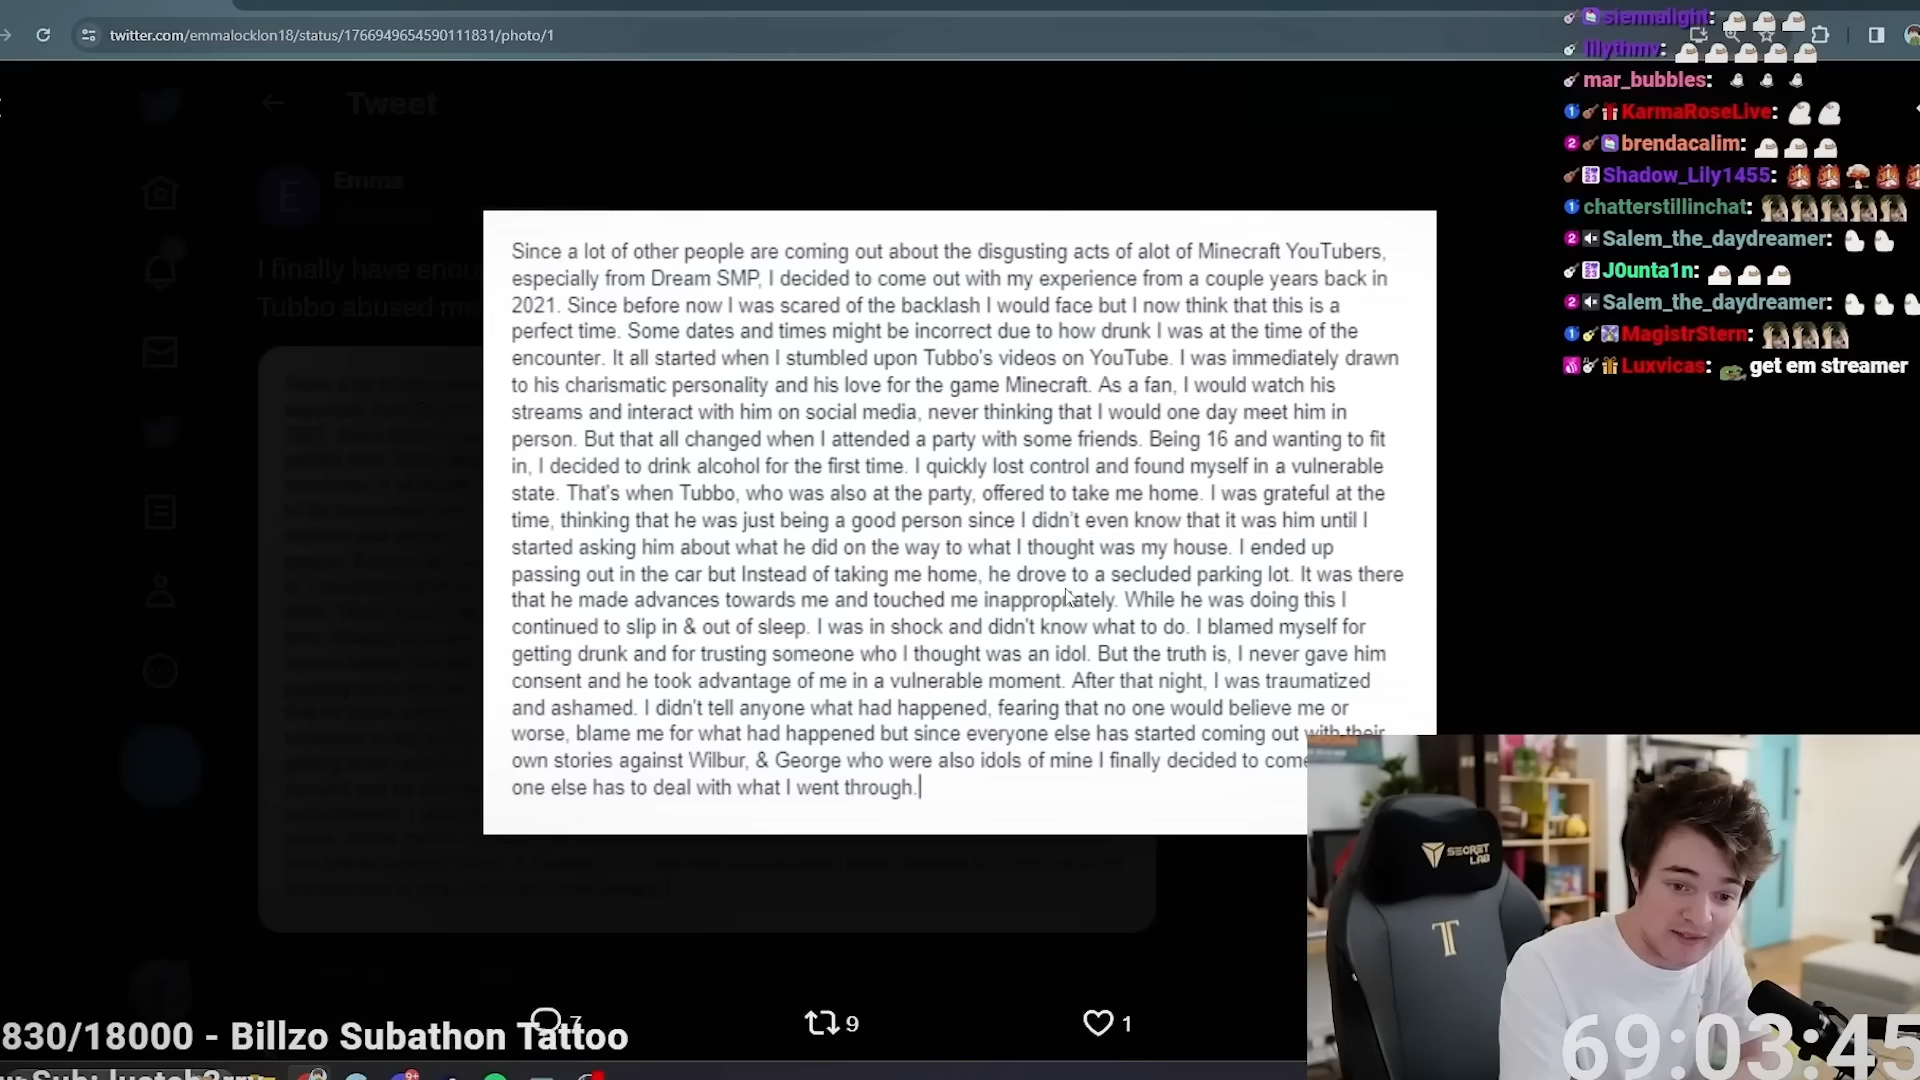 twitter.com/emmalocklon18/status/1766949654590111831/photo/1
Tweet
Emma
E
I finally have enou
Tubbo abused me
Since a lot of other people are coming out about the disgusting acts of alot of Minecraft YouTubers,
especially from Dream SMP, I decided to come out with my experience from a couple years back in
2021. Since before now I was scared of the backlash I would face but I now think that this is a
perfect time. Some dates and times might be incorrect due to how drunk I was at the time of the
encounter. It all started when I stumbled upon Tubbo's videos on YouTube. I was immediately drawn
to his charismatic personality and his love for the game Minecraft. As a fan, I would watch his
streams and interact with him on social media, never thinking that I would one day meet him in
person. But that all changed when I attended a party with some friends. Being 16 and wanting to fit
in, I decided to drink alcohol for the first time. I quickly lost control and found myself in a vulnerable
state. That's when Tubbo, who was also at the party, offered to take me home. I was grateful at the
time, thinking that he was just being a good person since I didn't even know that it was him until I
started asking him about what he did on the way to what I thought was my house. I ended up
passing out in the car but Instead of taking me home, he drove to a secluded parking lot. It was there
that he made advances towards me and touched me inappropriately. While he was doing this I
continued to slip in & out of sleep. I was in shock and didn't know what to do. I blamed myself for
getting drunk and for trusting someone who I thought was an idol. But the truth is, I never gave him
consent and he took advantage of me in a vulnerable moment. After that night, I was traumatized
and ashamed. I didn't tell anyone what had happened, fearing that no one would believe me or
worse, blame me for what had happened but since everyone else has started coming out with their
own stories against Wilbur, & George who were also idols of mine I finally decided to come
one else has to deal with what I went through.
siennalight:
lilythmv:
mar_bubbles:
KarmaRoseLive:
brendacalim:
Shadow_Lily1455:
chatterstillinchat:
Salem_the_daydreamer:
J0unta1n:
Salem_the_daydreamer:
MagistrStern:
Luxvicas: get em streamer
7
9
1
830/18000 - Billzo Subathon Tattoo
SECRET
LAB
T
69:03:45